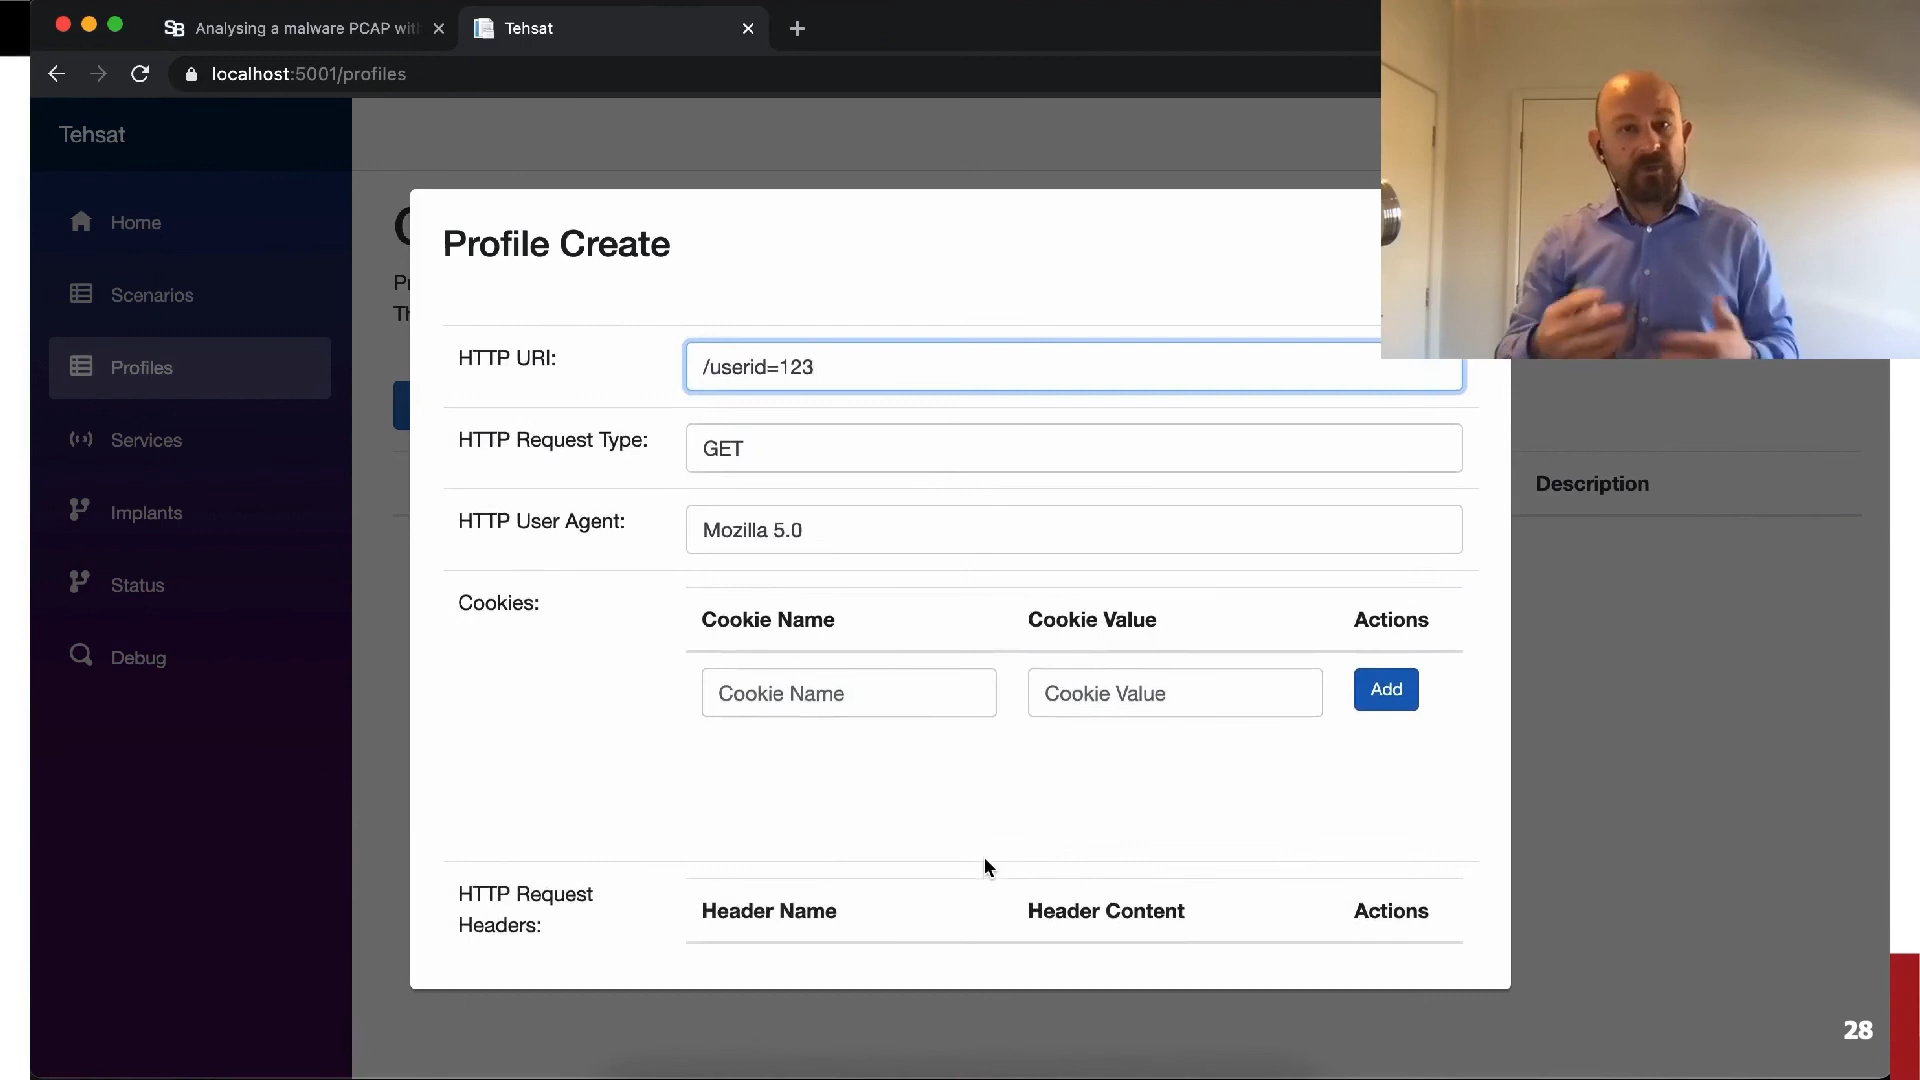 Analysing a malware PCAP with
Tehsat
localhost:5001/profiles
Tehsat
Home
Scenarios
Profiles
Services
Implants
Status
Debug
Profile Create
HTTP URI:
/userid=123
HTTP Request Type:
GET
HTTP User Agent:
Mozilla 5.0
Cookies:
Cookie Name
Cookie Value
Actions
Cookie Name
Cookie Value
Add
HTTP Request
Headers:
Header Name
Header Content
Actions
Description
28